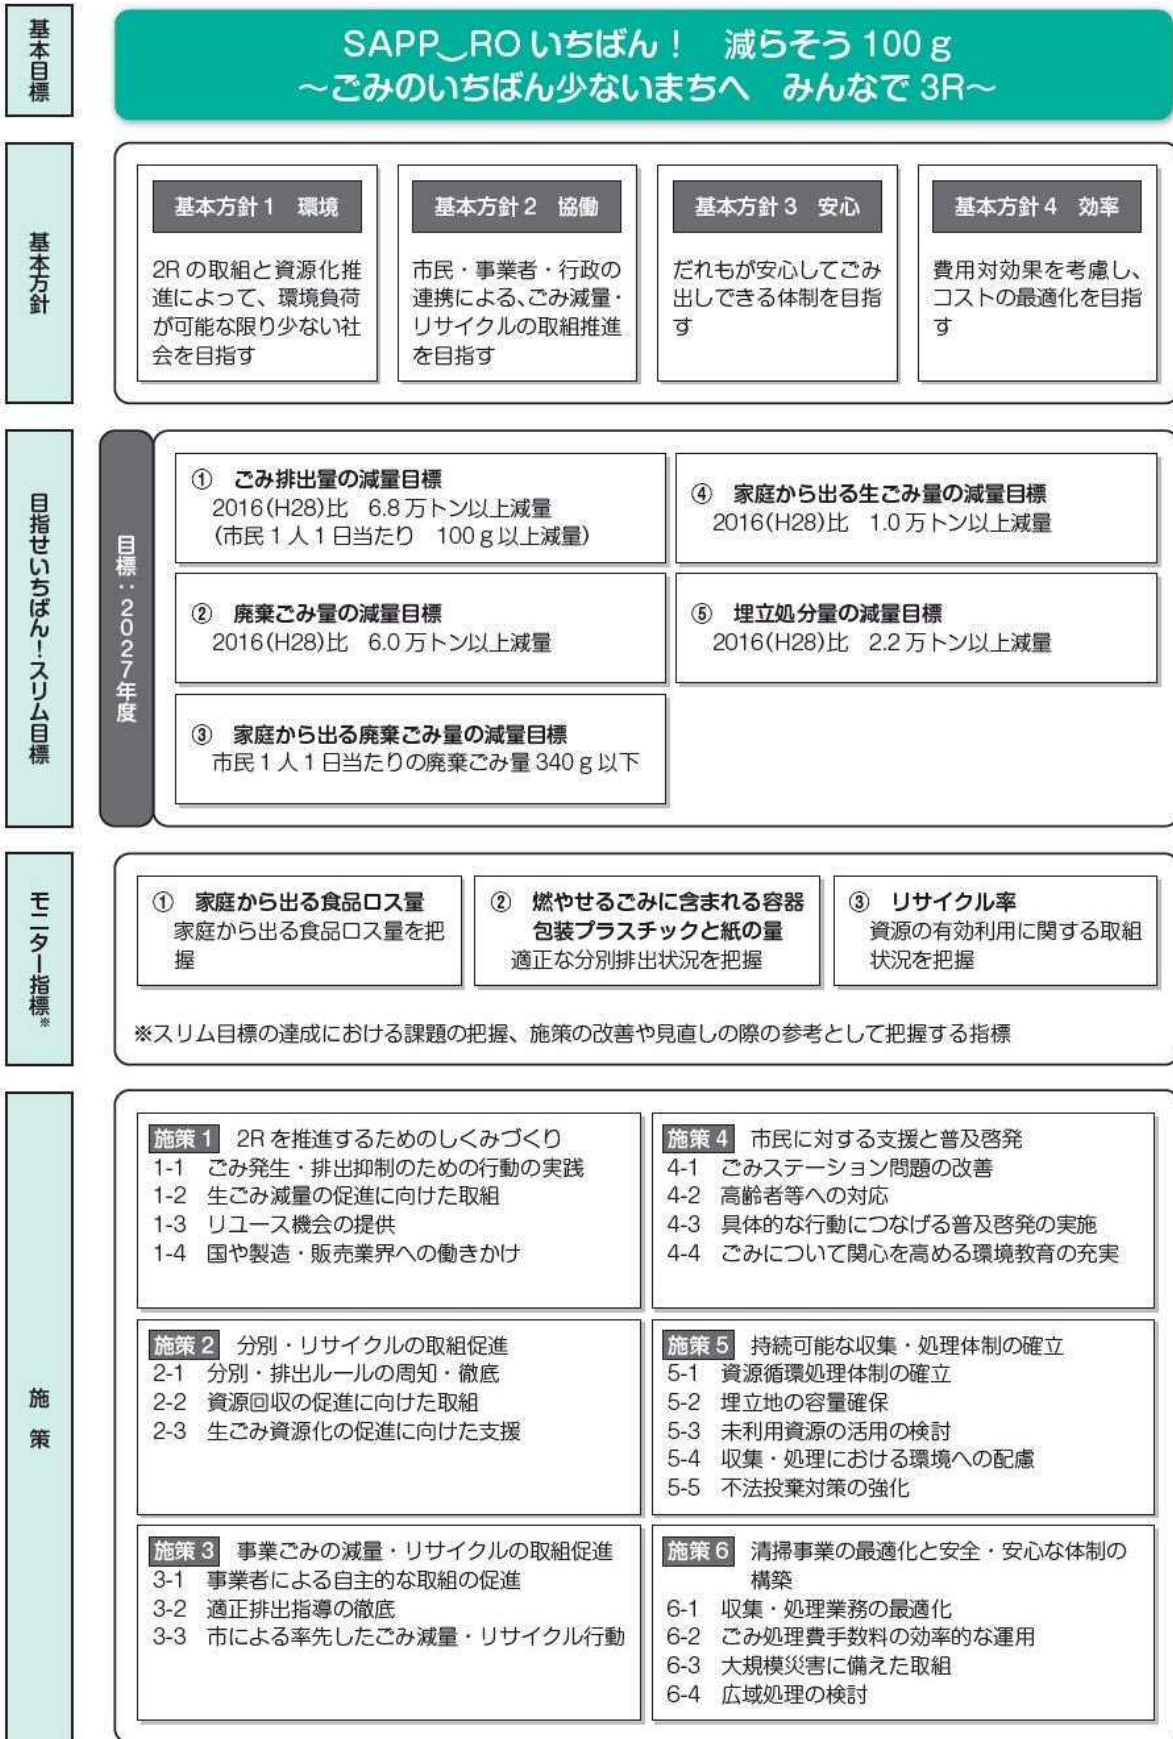 基本目標
SAPP_RO いちばん！ 減らそう 100 g
～ごみのいちばん少ないまちへ みんなで 3R～
基本方針
基本方針 1 環境
2R の取組と資源化推
進によって、環境負荷
が可能な限り少ない社
会を目指す
基本方針 2 協働
市民・事業者・行政の
連携による、ごみ減量・
リサイクルの取組推進
を目指す
基本方針 3 安心
だれもが安心してごみ
出しできる体制を目指
す
基本方針 4 効率
費用対効果を考慮し、
コストの最適化を目指
す
目指せいちばん！スリム目標
目標：2027年度
① ごみ排出量の減量目標
2016(H28)比 6.8 万トン以上減量
(市民 1 人 1 日当たり 100 g 以上減量)
② 廃棄ごみ量の減量目標
2016(H28)比 6.0 万トン以上減量
③ 家庭から出る廃棄ごみ量の減量目標
市民 1 人 1 日当たりの廃棄ごみ量 340 g 以下
④ 家庭から出る生ごみ量の減量目標
2016(H28)比 1.0 万トン以上減量
⑤ 埋立処分量の減量目標
2016(H28)比 2.2 万トン以上減量
モニター指標※
① 家庭から出る食品ロス量
家庭から出る食品ロス量を把
握
② 燃やせるごみに含まれる容器
包装プラスチックと紙の量
適正な分別排出状況を把握
③ リサイクル率
資源の有効利用に関する取組
状況を把握
※スリム目標の達成における課題の把握、施策の改善や見直しの際の参考として把握する指標
施策
施策 1 2R を推進するためのしくみづくり
1-1 ごみ発生・排出抑制のための行動の実践
1-2 生ごみ減量の促進に向けた取組
1-3 リユース機会の提供
1-4 国や製造・販売業界への働きかけ
施策 2 分別・リサイクルの取組促進
2-1 分別・排出ルールの周知・徹底
2-2 資源回収の促進に向けた取組
2-3 生ごみ資源化の促進に向けた支援
施策 3 事業ごみの減量・リサイクルの取組促進
3-1 事業者による自主的な取組の促進
3-2 適正排出指導の徹底
3-3 市による率先したごみ減量・リサイクル行動
施策 4 市民に対する支援と普及啓発
4-1 ごみステーション問題の改善
4-2 高齢者等への対応
4-3 具体的な行動につなげる普及啓発の実施
4-4 ごみについて関心を高める環境教育の充実
施策 5 持続可能な収集・処理体制の確立
5-1 資源循環処理体制の確立
5-2 埋立地の容量確保
5-3 未利用資源の活用の検討
5-4 収集・処理における環境への配慮
5-5 不法投棄対策の強化
施策 6 清掃事業の最適化と安全・安心な体制の
構築
6-1 収集・処理業務の最適化
6-2 ごみ処理費手数料の効率的な運用
6-3 大規模災害に備えた取組
6-4 広域処理の検討